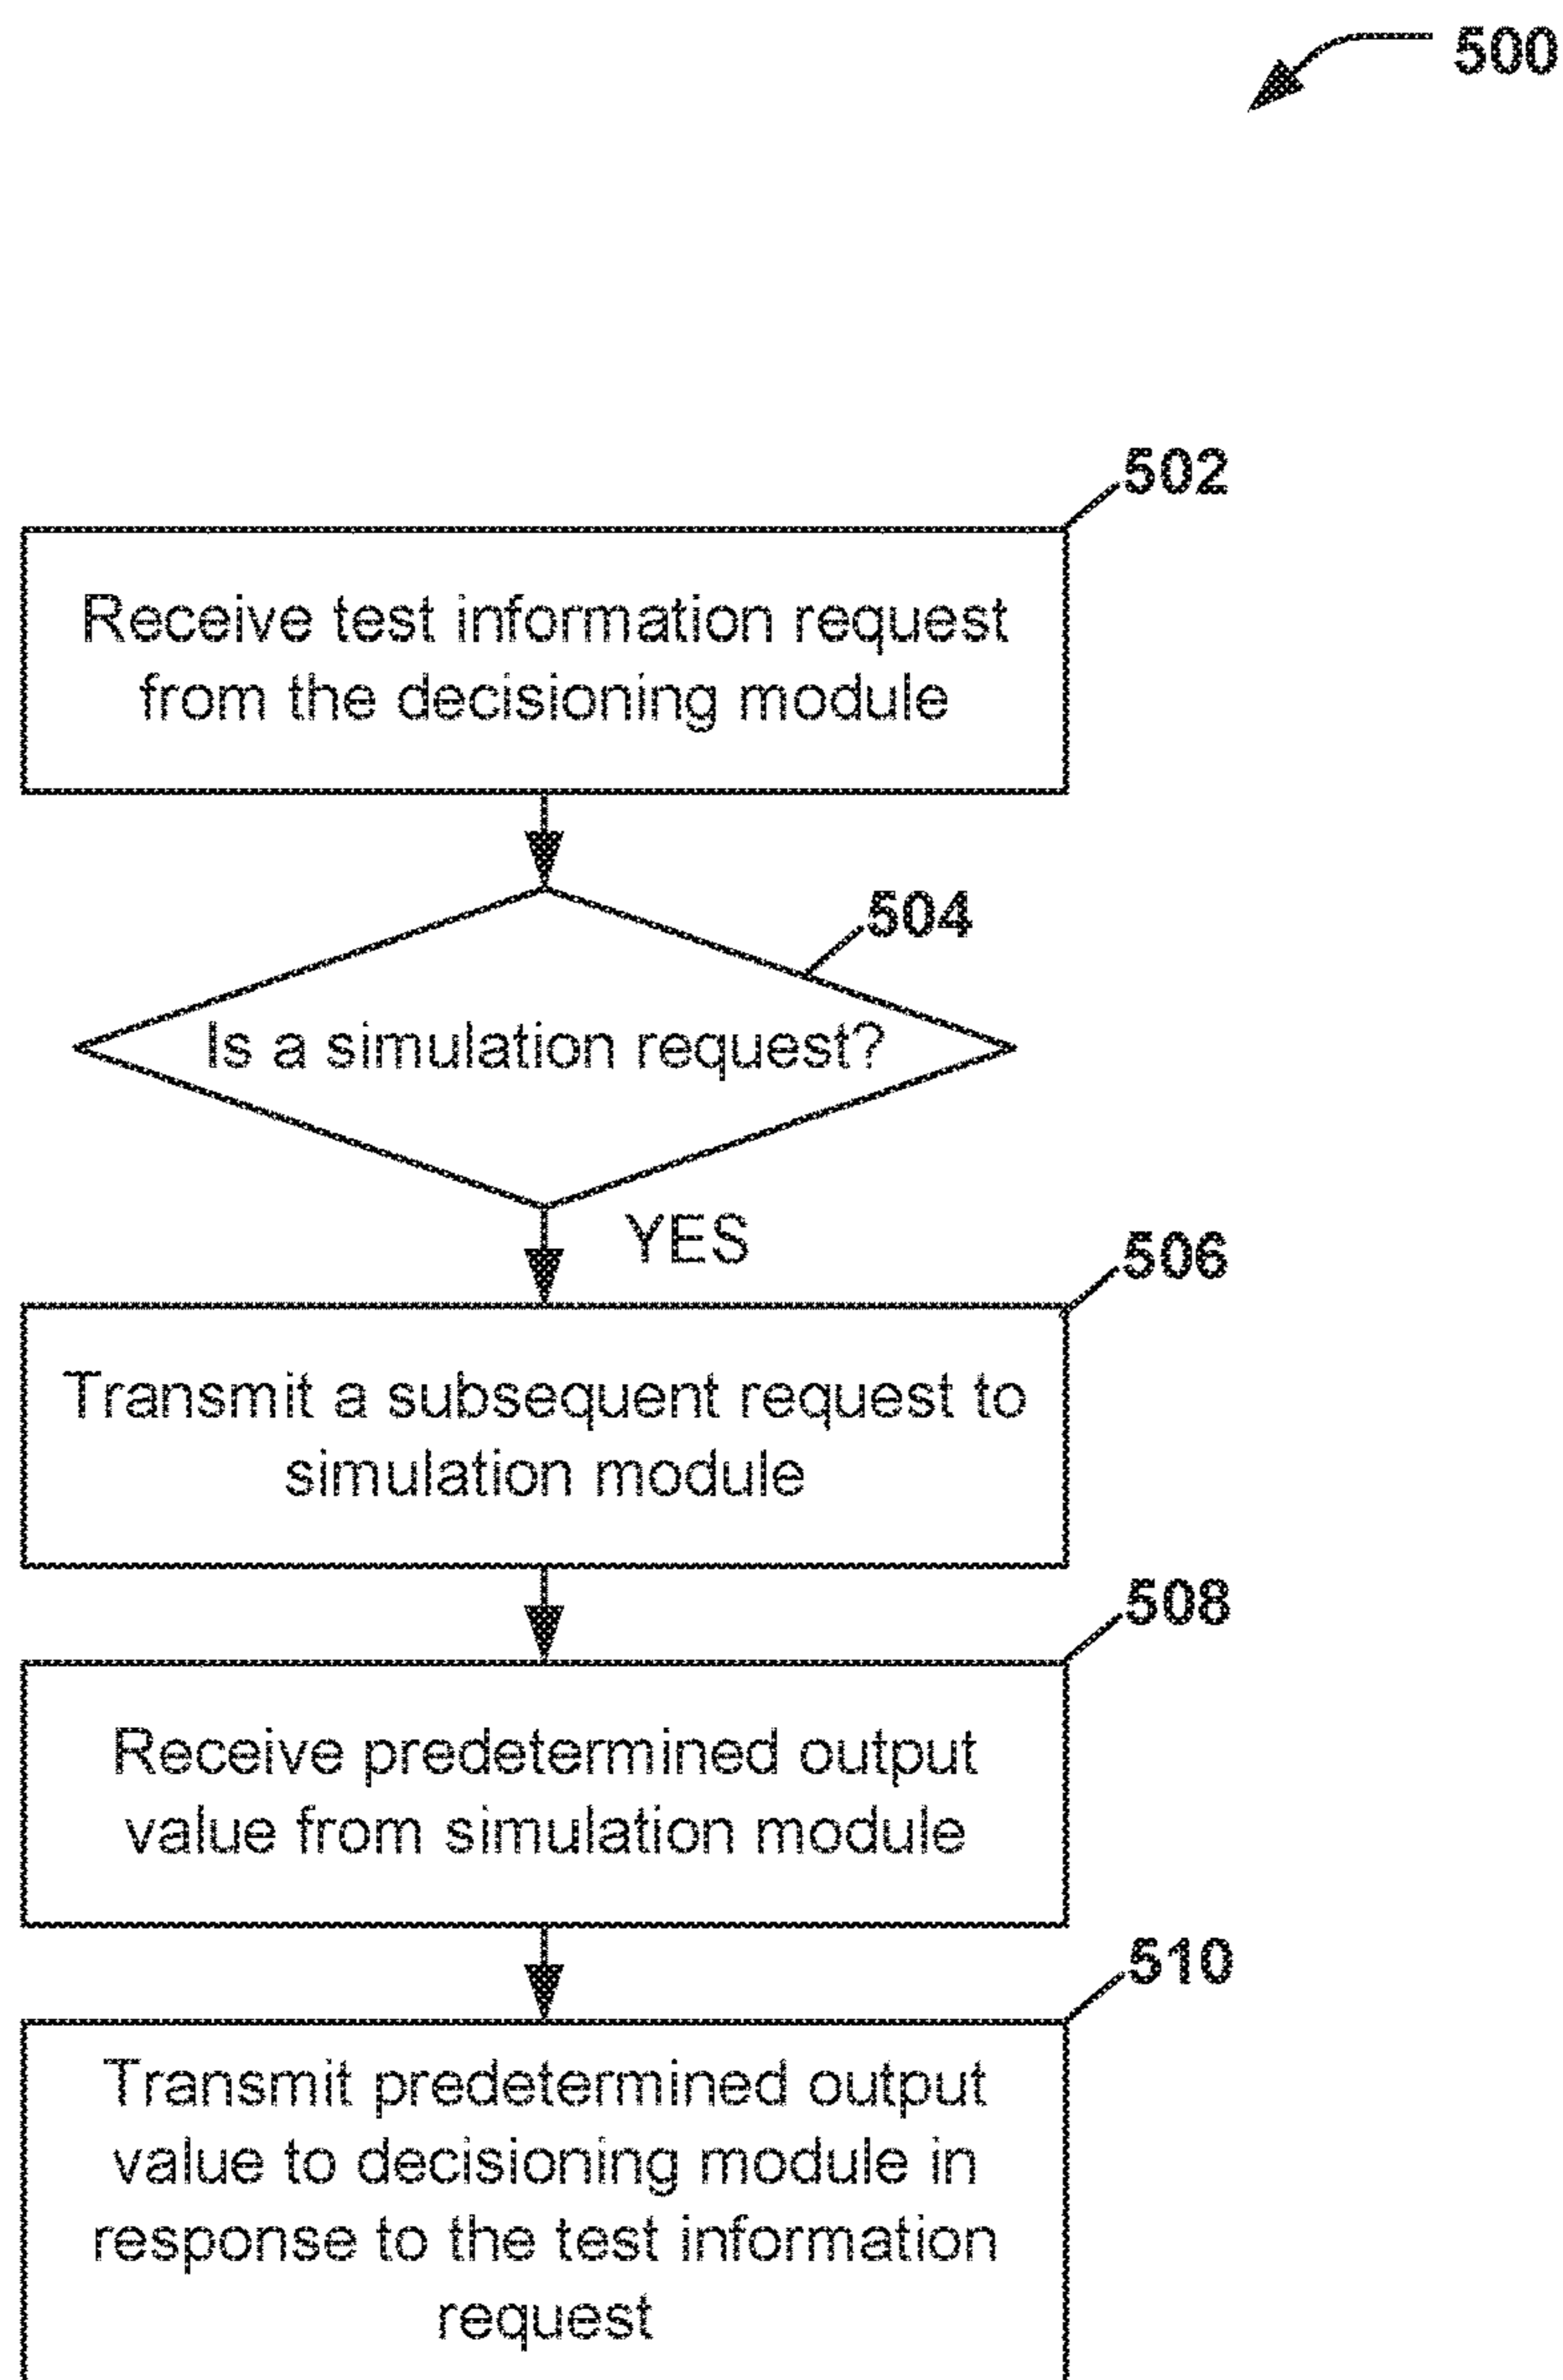 500
502
Receive test information request
from the decisioning module
504
Is a simulation request?
YES
506
Transmit a subsequent request to
simulation module
508
Receive predetermined output
value from simulation module
510
Transmit predetermined output
value to decisioning module in
response to the test information
request